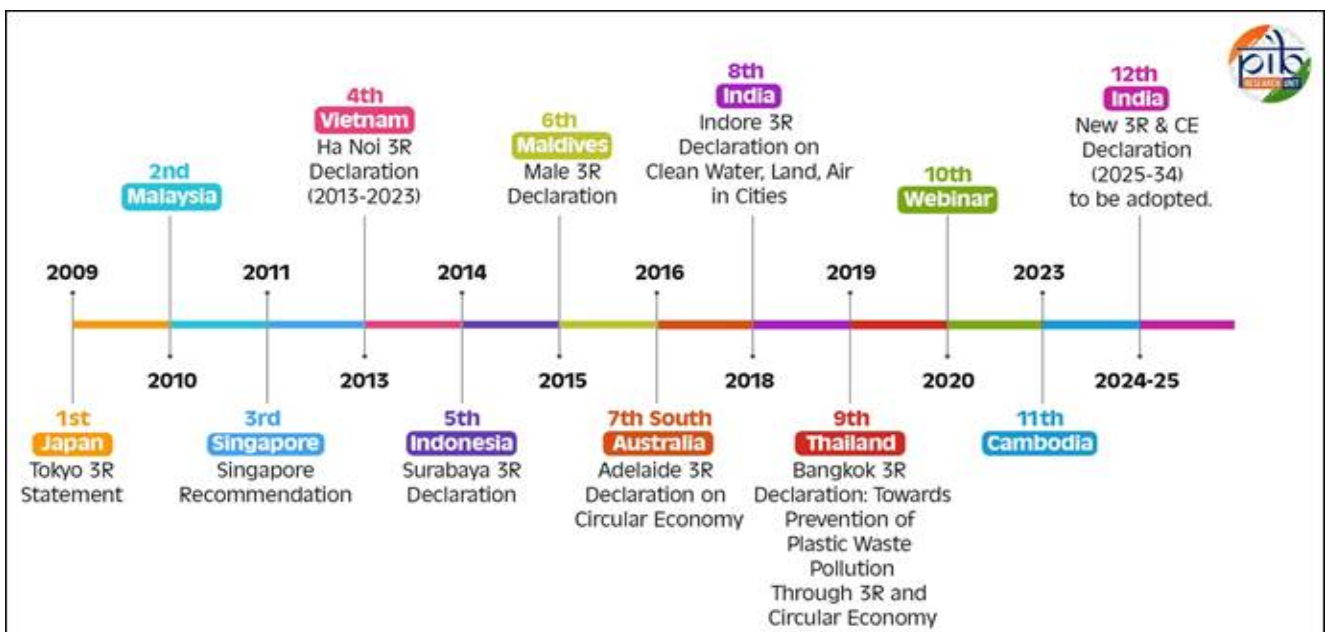 pib
RESEARCH UNIT
1st
Japan
Tokyo 3R
Statement
2009
2nd
Malaysia
2010
3rd
Singapore
Singapore
Recommendation
2011
4th
Vietnam
Ha Noi 3R
Declaration
(2013-2023)
2013
5th
Indonesia
Surabaya 3R
Declaration
2014
6th
Maldives
Male 3R
Declaration
2015
7th South
Australia
Adelaide 3R
Declaration on
Circular Economy
2016
8th
India
Indore 3R
Declaration on
Clean Water, Land, Air
in Cities
2018
9th
Thailand
Bangkok 3R
Declaration: Towards
Prevention of
Plastic Waste
Pollution
Through 3R and
Circular Economy
2019
10th
Webinar
2020
11th
Cambodia
2023
12th
India
New 3R & CE
Declaration
(2025-34)
to be adopted.
2024-25